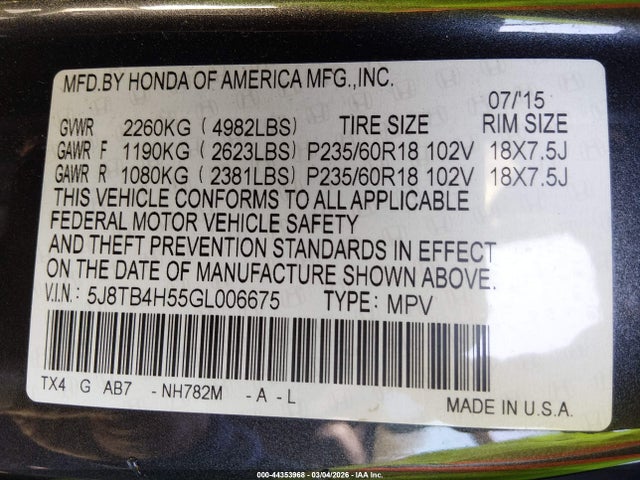 MFD.BY HONDA OF AMERICA MFG.,INC.
07/'15
GVWR 2260KG ( 4982LBS) TIRE SIZE RIM SIZE
GAWR F 1190KG ( 2623LBS) P235/60R18 102V 18X7.5J
GAWR R 1080KG ( 2381LBS) P235/60R18 102V 18X7.5J
THIS VEHICLE CONFORMS TO ALL APPLICABLE
FEDERAL MOTOR VEHICLE SAFETY
AND THEFT PREVENTION STANDARDS IN EFFECT
ON THE DATE OF MANUFACTURE SHOWN ABOVE.
V.I.N.: 5J8TB4H55GL006675 TYPE: MPV
TX4 G AB7 - NH782M - A - L
MADE IN U.S.A.
000-44353968 - 03/04/2026 - IAA Inc.